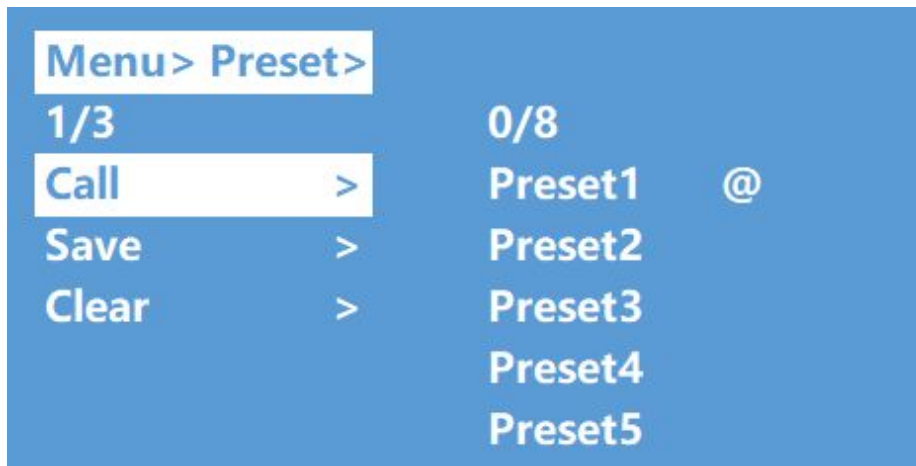 Menu> Preset>
1/3 0/8
Call > Preset1 @
Save > Preset2
Clear > Preset3
Preset4
Preset5